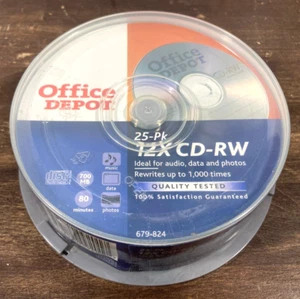 Office
DEPOT
25-Pk
12X CD-RW
Ideal for audio, data and photos
Rewrites up to 1,000 times
QUALITY TESTED
100% Satisfaction Guaranteed
700
MB
data
80
minutes
photos
679-824